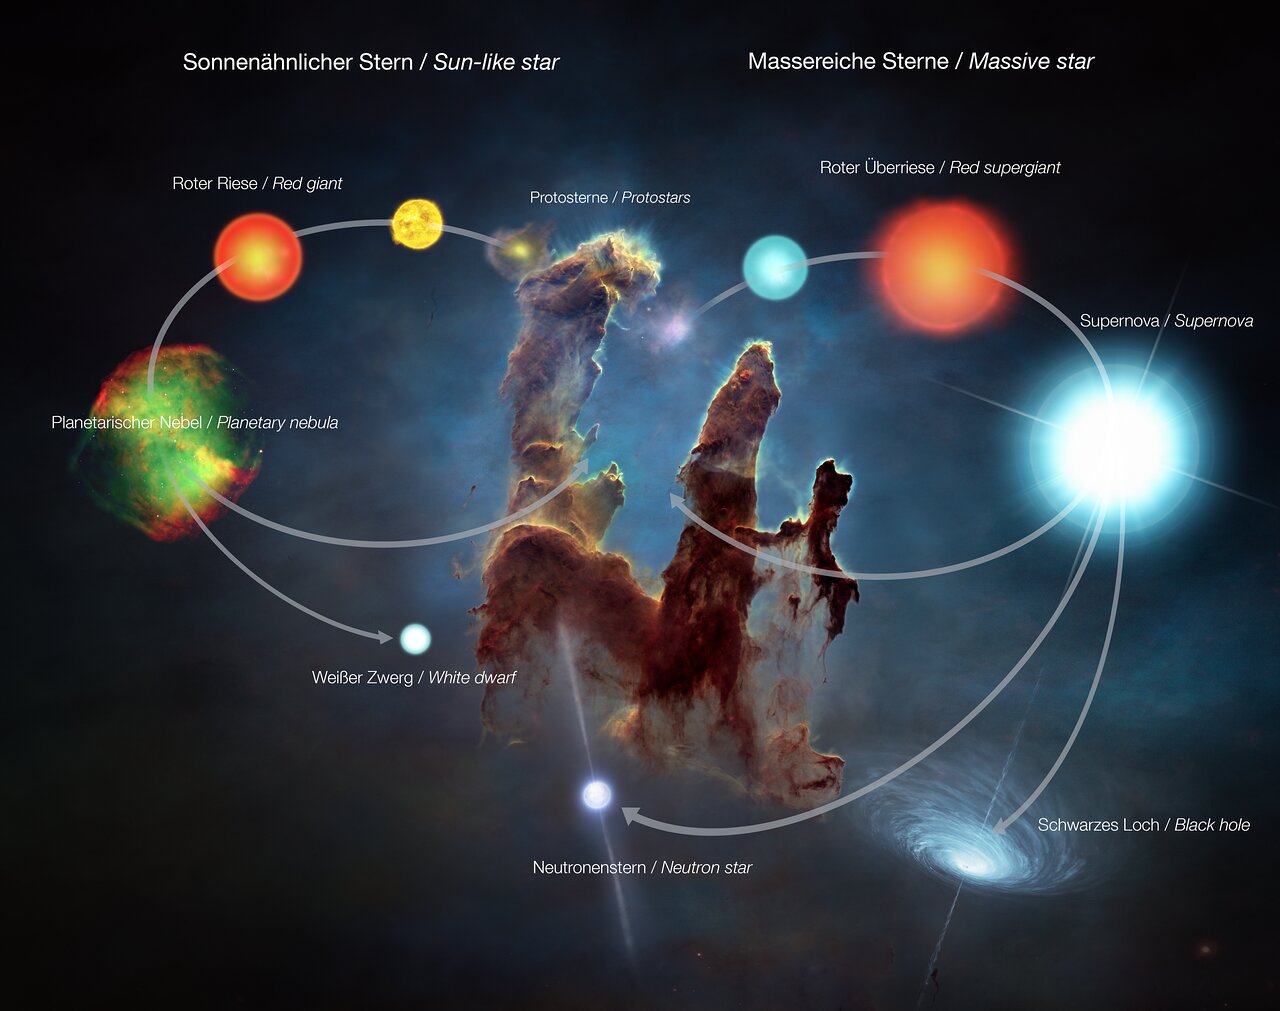 Sonnenähnlicher Stern / Sun-like star
Massereiche Sterne / Massive star
Roter Riese / Red giant
Protosterne / Protostars
Roter Überriese / Red supergiant
Supernova / Supernova
Planetarischer Nebel / Planetary nebula
Weißer Zwerg / White dwarf
Schwarzes Loch / Black hole
Neutronenstern / Neutron star